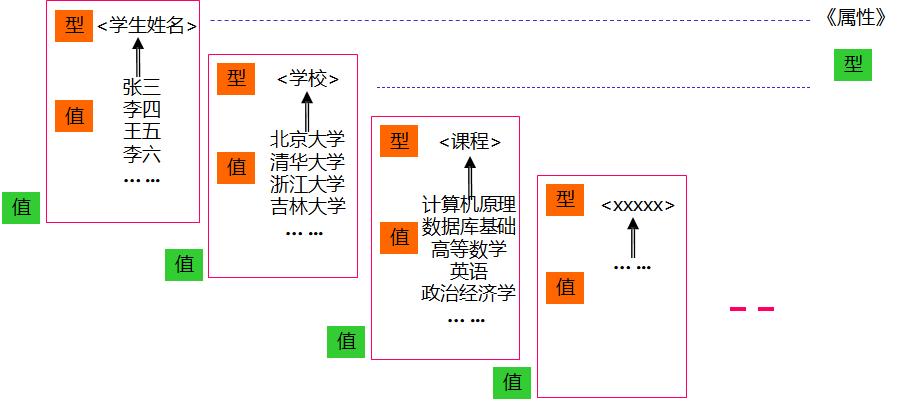 型 <学生姓名>
值
张三
李四
王五
李六
… …
值
型 <学校>
值
北京大学
清华大学
浙江大学
吉林大学
… …
值
型 <课程>
值
计算机原理
数据库基础
高等数学
英语
政治经济学
… …
值
型 <xxxxx>
… …
值
值
《属性》
型